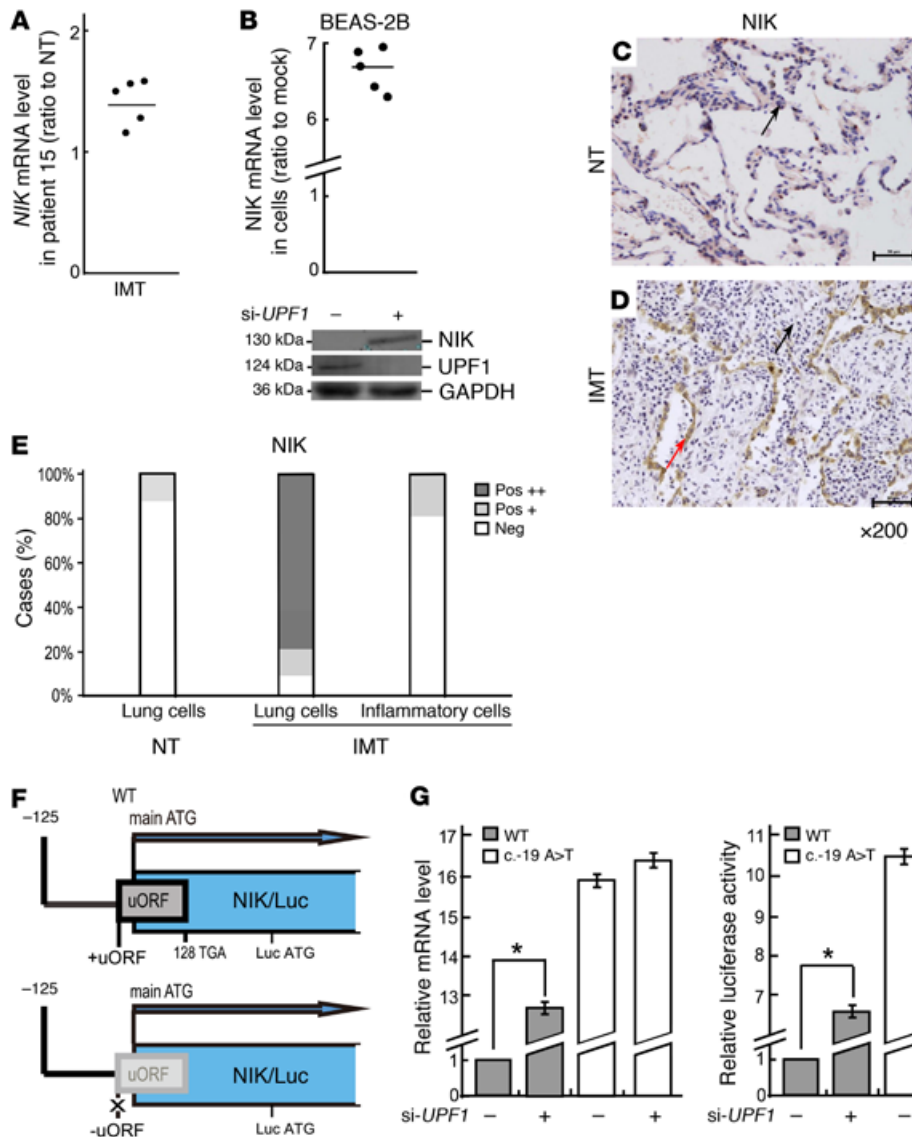 A
2
1
0
NIK mRNA level
in patient 15 (ratio to NT)
IMT
B
BEAS-2B
7
6
1
0
NIK mRNA level
in cells (ratio to mock)
si-UPF1 – +
130 kDa NIK
124 kDa UPF1
36 kDa GAPDH
NIK
C
NT
D
IMT
×200
E
NIK
100%
80%
60%
40%
20%
0%
Cases (%)
Pos ++
Pos +
Neg
Lung cells Lung cells Inflammatory cells
NT IMT
F
–125
WT
main ATG
uORF
NIK/Luc
+uORF
128 TGA
Luc ATG
–125
main ATG
uORF
NIK/Luc
X
-uORF
Luc ATG
G
17
16
15
14
13
1
0
Relative mRNA level
WT
c.-19 A>T
*
si-UPF1 – + – +
11
10
9
8
7
6
1
0
Relative luciferase activity
WT
c.-19 A>T
*
si-UPF1 – +